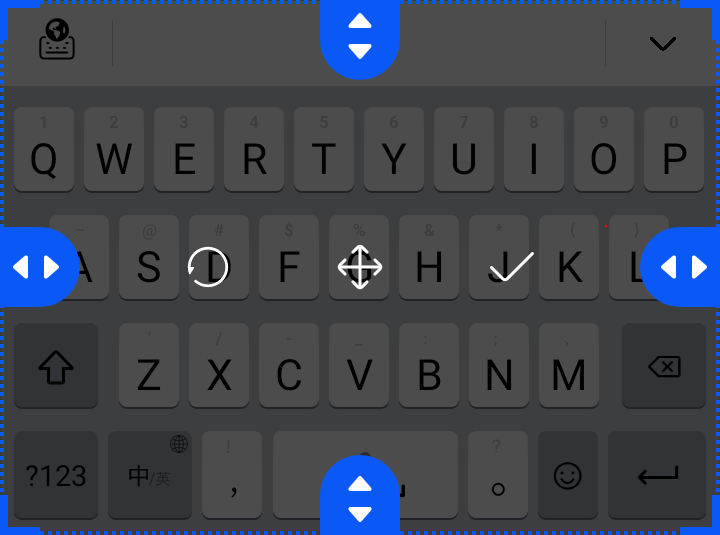 1 2 3 4 5 6 7 8 9 0
Q W E R T Y U I O P
~ @ # $ % & * ( )
A S D F G H J K L
' / - _ : ; 、
Z X C V B N M
! ?
?123 中/英 , 。